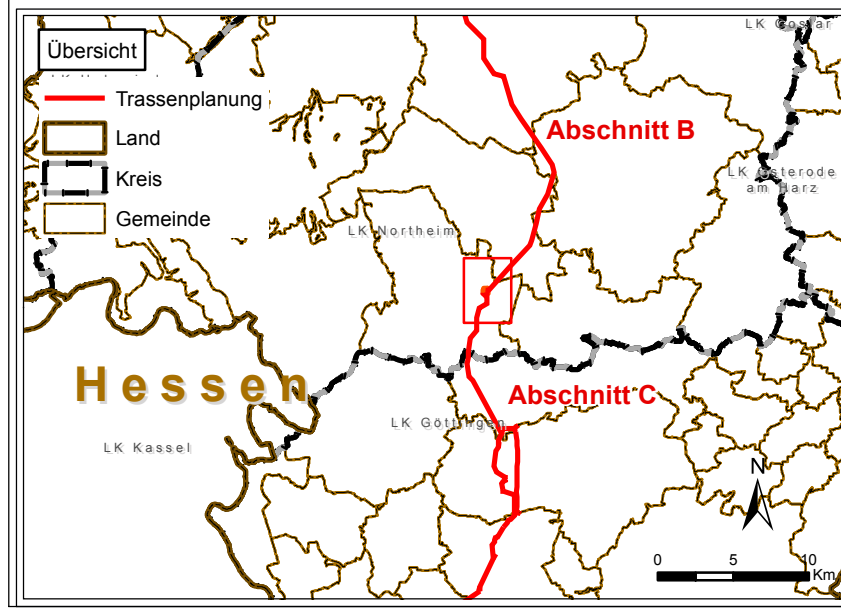 LK Goslar
Übersicht
Trassenplanung
Land
Kreis
Gemeinde
Abschnitt B
LK Osterode
am Harz
LK Northeim
Hessen
Abschnitt C
LK Göttingen
LK Kassel
N
0 5 10
Km